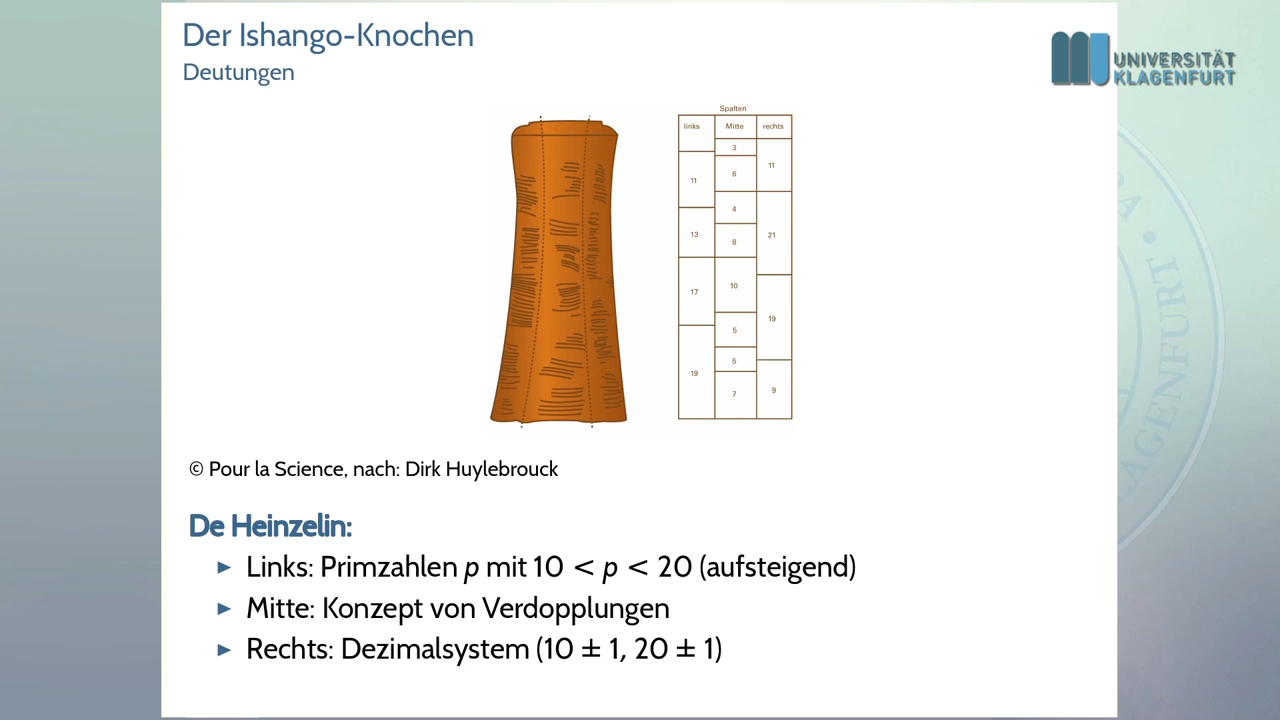 Der Ishango-Knochen
Deutungen
UNIVERSITÄT
KLAGENFURT
Spalten
links Mitte rechts
3
11
6
11
4
13
21
8
10
17
19
5
5
19
9
7
© Pour la Science, nach: Dirk Huylebrouck
De Heinzelin:
► Links: Primzahlen p mit 10 < p < 20 (aufsteigend)
► Mitte: Konzept von Verdopplungen
► Rechts: Dezimalsystem (10 ± 1, 20 ± 1)